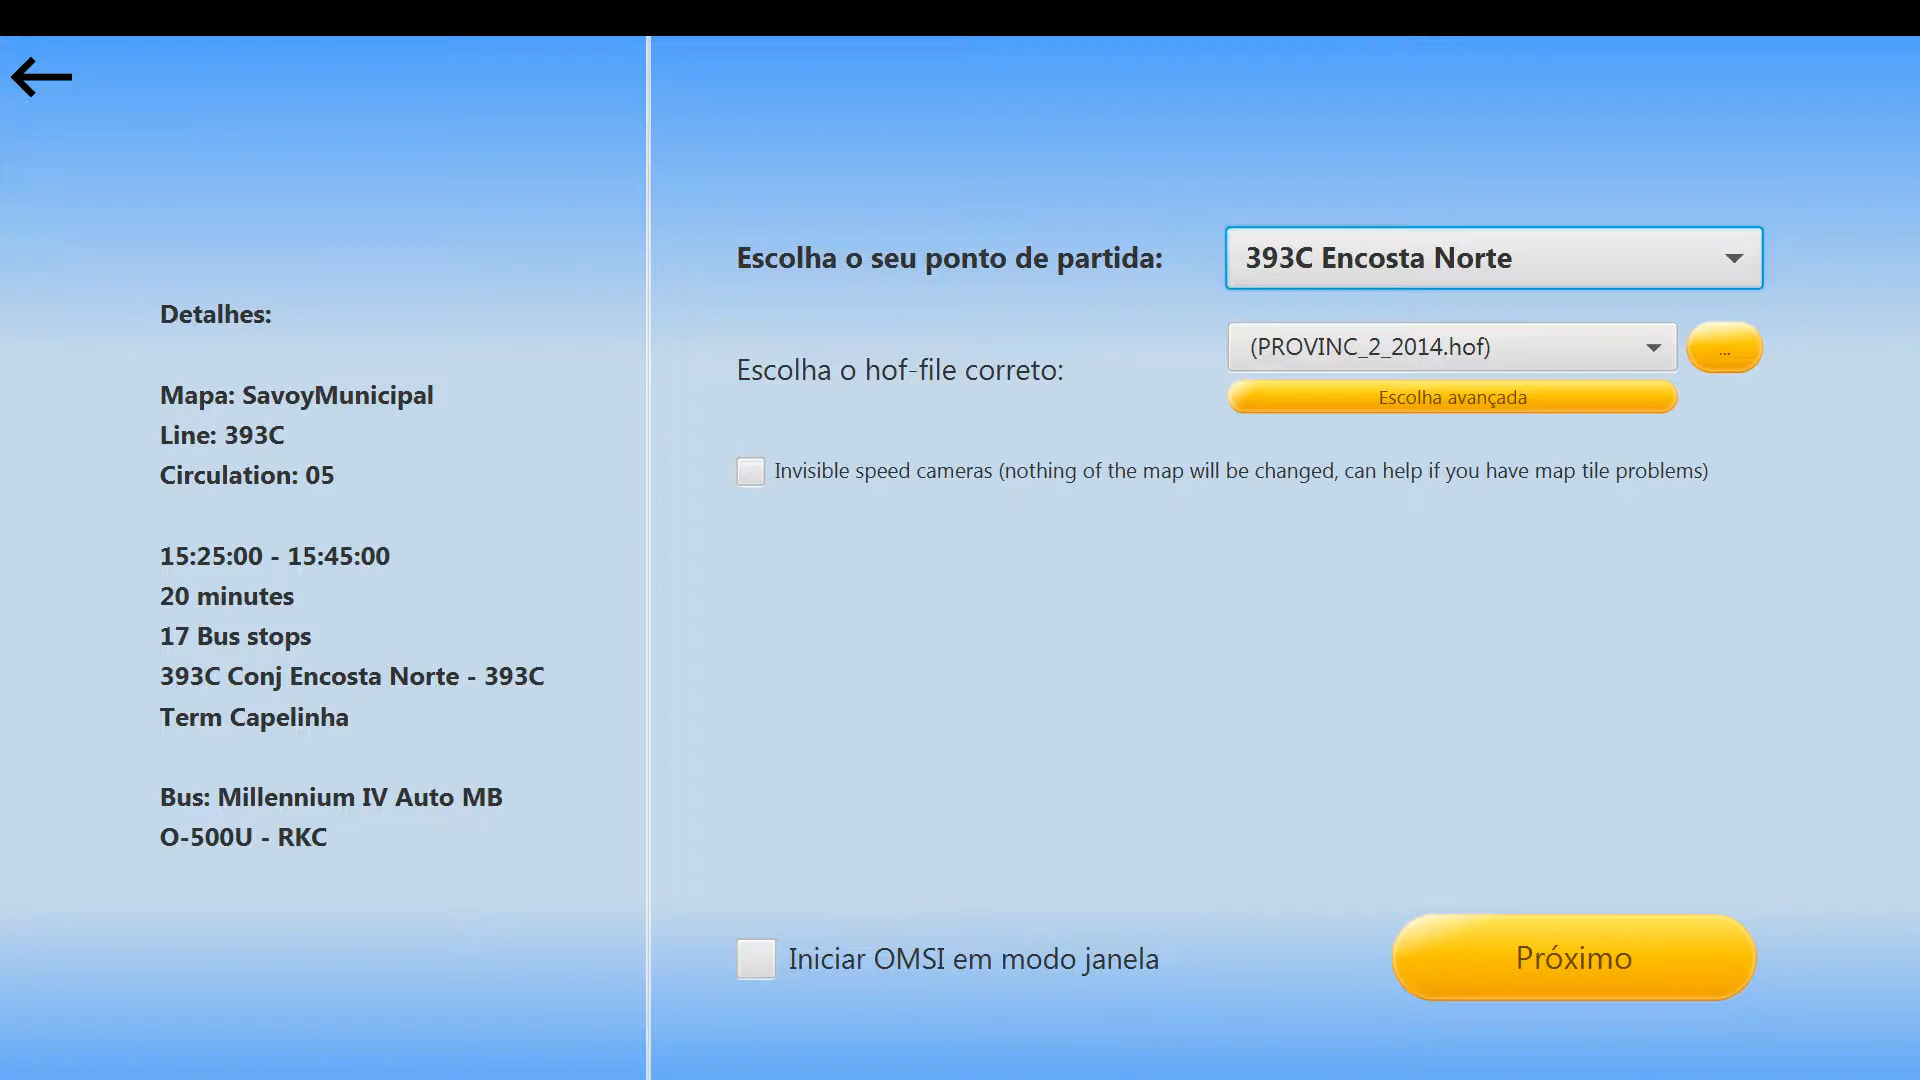 Detalhes:
Mapa: SavoyMunicipal
Line: 393C
Circulation: 05
15:25:00 - 15:45:00
20 minutes
17 Bus stops
393C Conj Encosta Norte - 393C
Term Capelinha
Bus: Millennium IV Auto MB
O-500U - RKC
Escolha o seu ponto de partida:
393C Encosta Norte
Escolha o hof-file correto:
(PROVINC_2_2014.hof)
...
Escolha avançada
Invisible speed cameras (nothing of the map will be changed, can help if you have map tile problems)
Iniciar OMSI em modo janela
Próximo